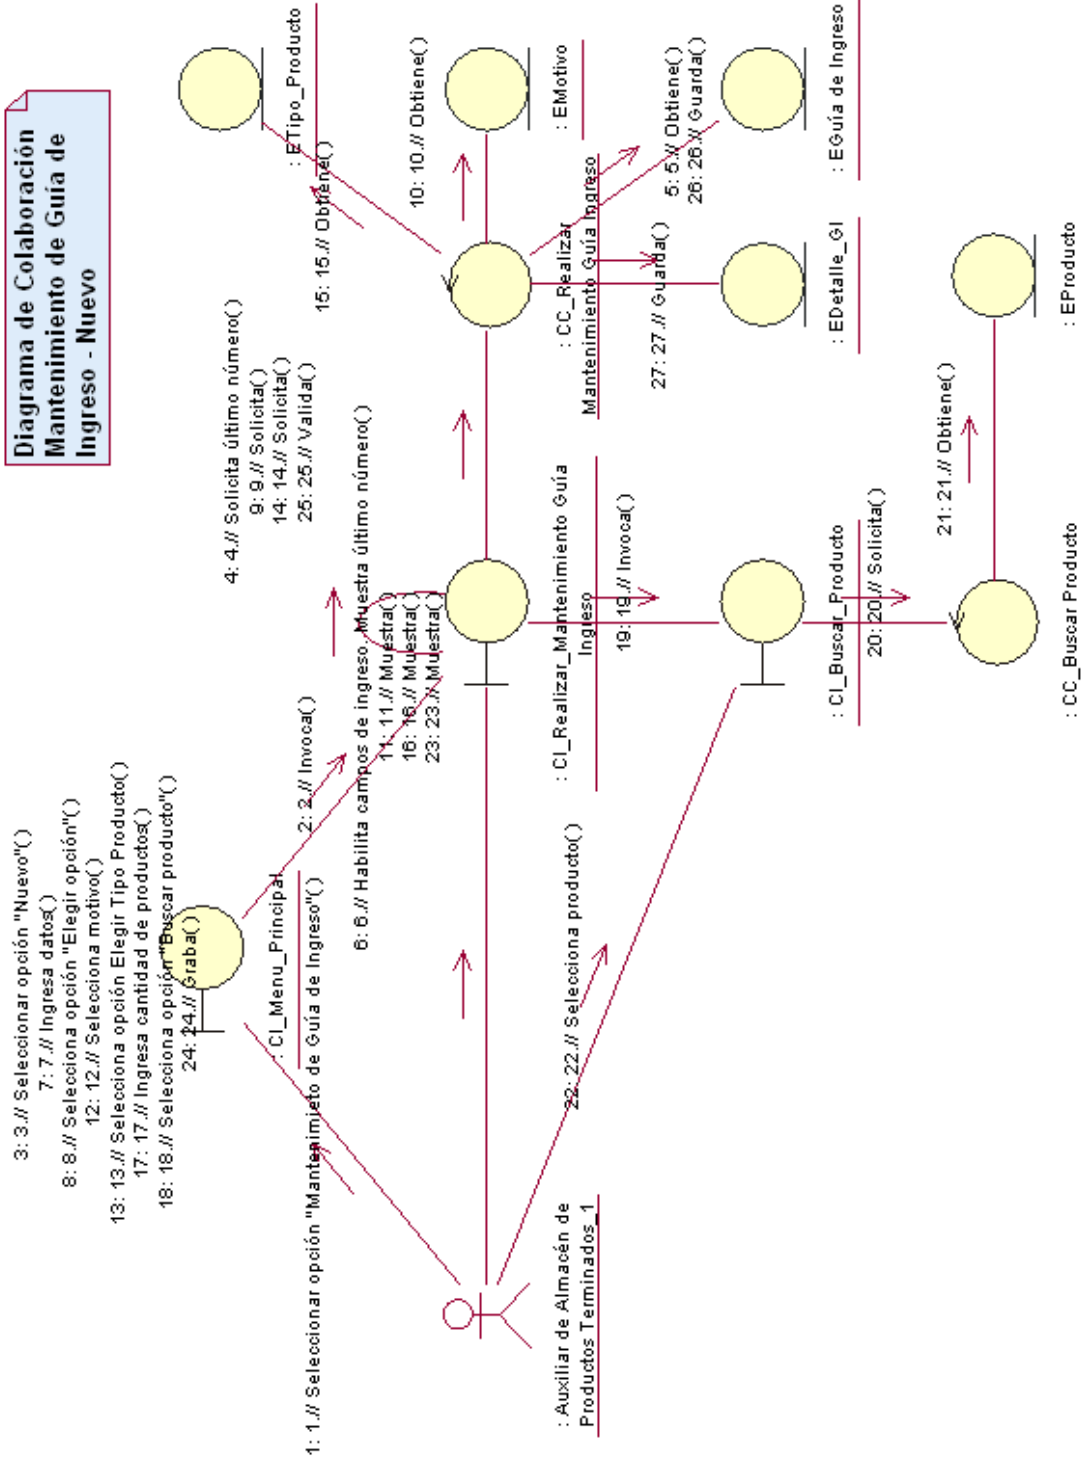 Diagrama de Colaboración
Mantenimiento de Guía de
Ingreso - Nuevo
3: 3.// Seleccionar opción "Nuevo"( )
7: 7.// Ingresa datos( )
8: 8.// Selecciona opción "Elegir opción"( )
12: 12.// Selecciona motivo( )
13: 13.// Selecciona opción Elegir Tipo Producto( )
17: 17.// Ingresa cantidad de productos( )
18: 18.// Selecciona opción "Buscar producto"( )
24: 24.// Graba( )
: CI_Menu_Principal
1: 1.// Seleccionar opción "Mantenimieto de Guía de Ingreso"( )
2: 2.// Invoca( )
4: 4.// Solicita último número( )
9: 9.// Solicita( )
14: 14.// Solicita( )
25: 25.// Valida( )
6: 6.// Habilita campos de ingreso. Muestra último número( )
11: 11.// Muestra( )
16: 16.// Muestra( )
23: 23.// Muestra( )
: ETipo_Producto
15: 15.// Obtiene( )
10: 10.// Obtiene( )
: EMotivo
: CC_Realizar
Mantenimiento Guía Ingreso
5: 5.// Obtiene( )
26: 26.// Guarda( )
: EGuía de Ingreso
27: 27.// Guarda( )
: EDetalle_GI
: CI_Realizar_Mantenimiento Guía
Ingreso
19: 19.// Invoca( )
: CI_Buscar_Producto
20: 20.// Solicita( )
21: 21.// Obtiene( )
: EProducto
: CC_Buscar Producto
22: 22.// Selecciona producto( )
: Auxiliar de Almacén de
Productos Terminados_1